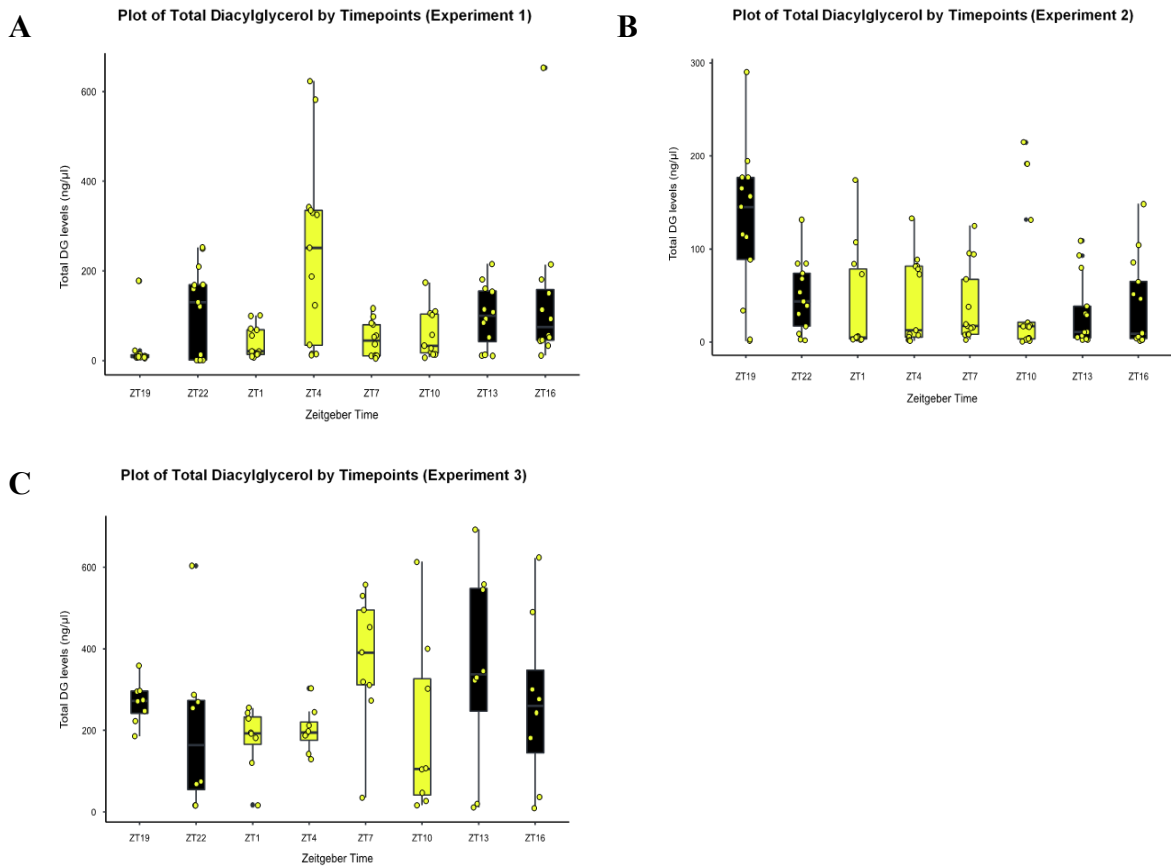 A
Plot of Total Diacylglycerol by Timepoints (Experiment 1)
Total DG levels (ng/µl)
600
400
200
0
ZT19 ZT22 ZT1 ZT4 ZT7 ZT10 ZT13 ZT16
Zeitgeber Time
B
Plot of Total Diacylglycerol by Timepoints (Experiment 2)
Total DG levels (ng/µl)
300
200
100
0
ZT19 ZT22 ZT1 ZT4 ZT7 ZT10 ZT13 ZT16
Zeitgeber Time
C
Plot of Total Diacylglycerol by Timepoints (Experiment 3)
Total DG levels (ng/µl)
600
400
200
0
ZT19 ZT22 ZT1 ZT4 ZT7 ZT10 ZT13 ZT16
Zeitgeber Time